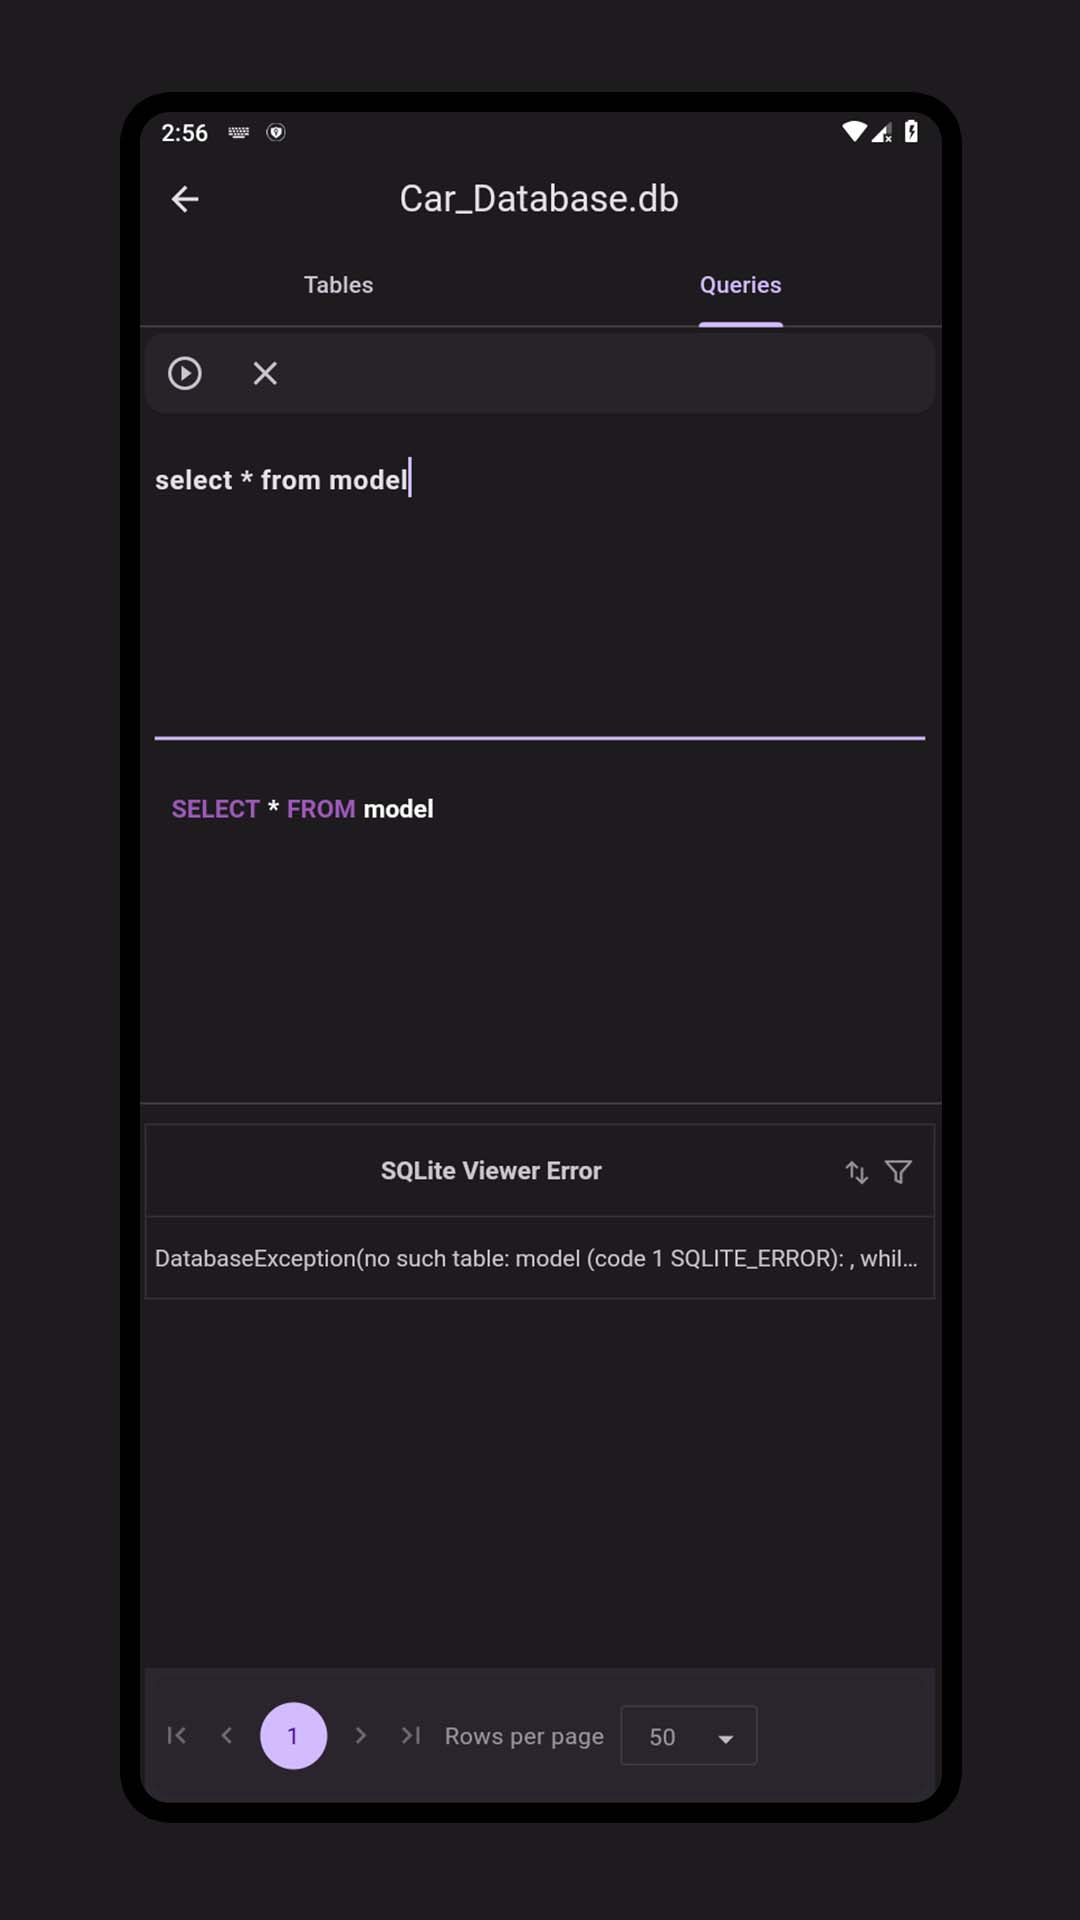 2:56
Car_Database.db
Tables Queries
select * from model
SELECT * FROM model
SQLite Viewer Error
DatabaseException(no such table: model (code 1 SQLITE_ERROR): , whil...
1 Rows per page 50